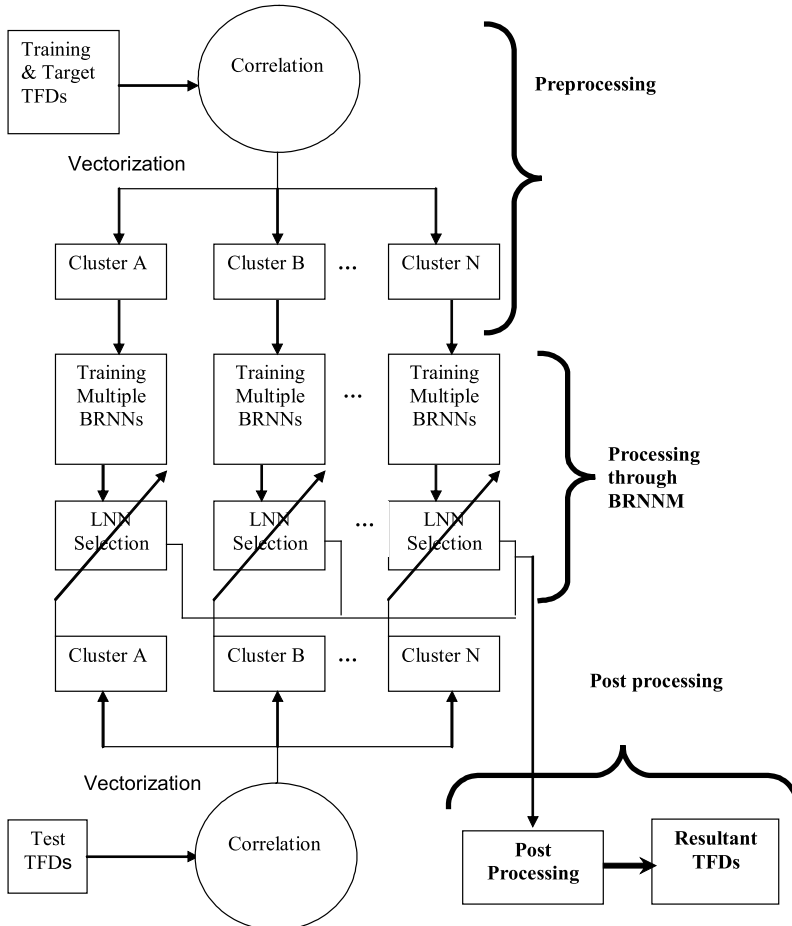 Training
& Target
TFDs
Correlation
Preprocessing
Vectorization
Cluster A
Cluster B
...
Cluster N
Training
Multiple
BRNNs
Training
Multiple
BRNNs
...
Training
Multiple
BRNNs
Processing
through
BRNNM
LNN
Selection
LNN
Selection
...
LNN
Selection
Cluster A
Cluster B
...
Cluster N
Post processing
Vectorization
Test
TFDs
Correlation
Post
Processing
Resultant
TFDs